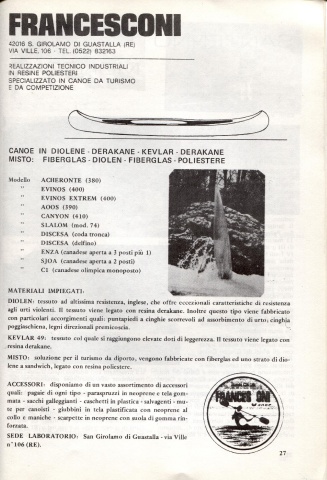 FRANCESCONI
42016 S. GIROLAMO DI GUASTALLA (RE)
VIA VILLE, 106 - TEL. (0522) 832163
REALIZZAZIONI TECNICO INDUSTRIALI
IN RESINE POLIESTERI
SPECIALIZZATO IN CANOE DA TURISMO
E DA COMPETIZIONE
CANOE IN DIOLENE - DERAKANE - KEVLAR - DERAKANE
MISTO: FIBERGLAS - DIOLEN - FIBERGLAS - POLIESTERE
Modello ACHERONTE (380)
" EVINOS (400)
" EVINOS EXTREM (400)
" AOOS (390)
" CANYON (410)
" SLALOM (mod. 74)
" DISCESA (coda tronca)
" DISCESA (delfino)
" ENZA (canadese aperta a 3 posti più 1)
" SJOA (canadese aperta a 2 posti)
" C1 (canadese olimpica monoposto)
MATERIALI IMPIEGATI:
DIOLEN: tessuto ad altissima resistenza, inglese, che offre eccezionali caratteristiche di resistenza
agli urti violenti. Il tessuto viene legato con resina derakane. Inoltre questo tipo viene fabbricato
con particolari accorgimenti quali: puntapiedi a cinghie scorrevoli ad assorbimento di urto; cinghia
poggiaschiena, legni direzionali premicoscia.
KEVLAR 49: tessuto col quale si raggiungono elevate doti di leggerezza. Il tessuto viene legato con
resina derakane.
MISTO: soluzione per il turismo da diporto, vengono fabbricate con fiberglas ed uno strato di dio-
lene a sandwich, legato con resina poliestere.
ACCESSORI: disponiamo di un vasto assortimento di accessori
quali: pagaie di ogni tipo - paraspruzzi in neoprene e tela gom-
mata - sacchi galleggianti - caschetti in plastica - salvagenti - mu-
te per canoisti - giubbini in tela plastificata con neoprene al
collo e maniche - scarpette in neoprene con suola di gomma rin-
forzata.
SEDE LABORATORIO: San Girolamo di Guastalla - via Ville
n° 106 (RE).
FRANCES ONI
27